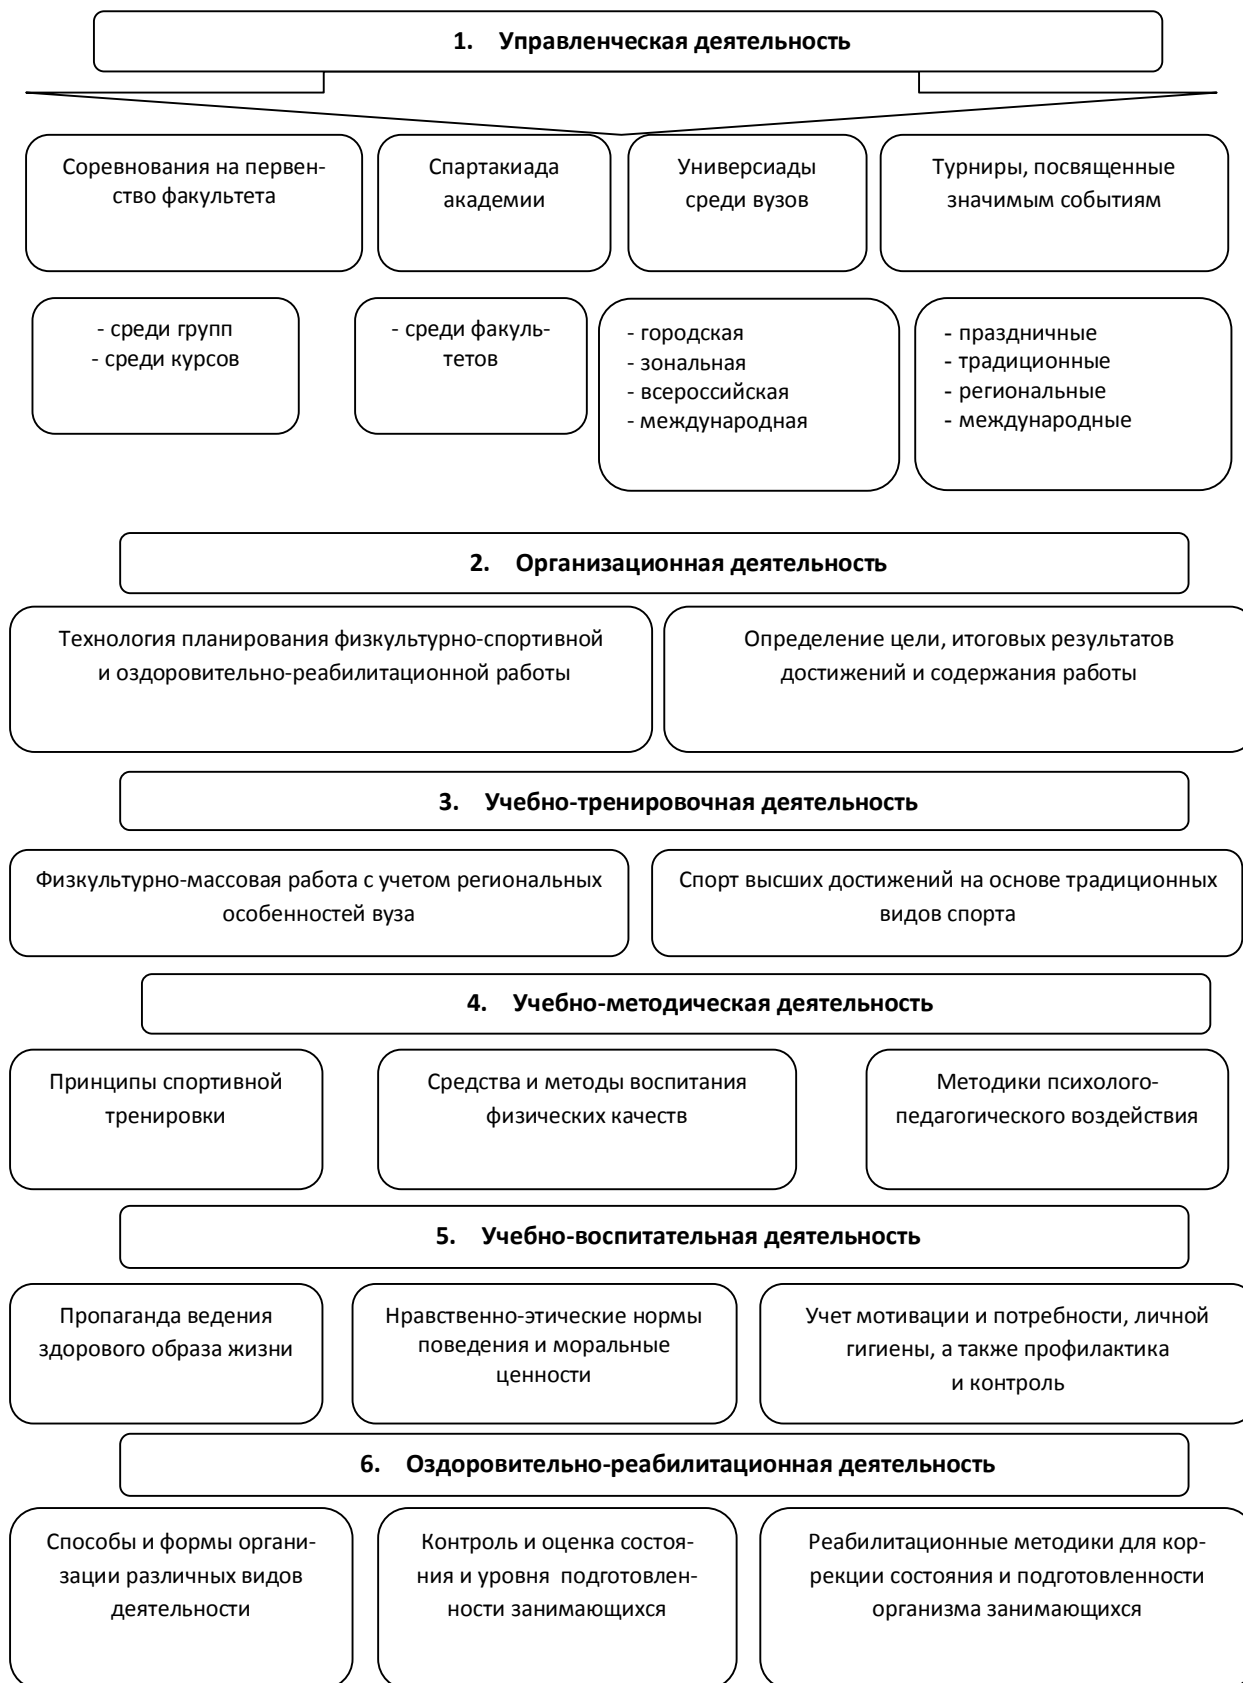 1. Управленческая деятельность
Соревнования на первен-
ство факультета
Спартакиада
академии
Универсиады
среди вузов
Турниры, посвященные
значимым событиям
- среди групп
- среди курсов
- среди факуль-
тетов
- городская
- зональная
- всероссийская
- международная
- праздничные
- традиционные
- региональные
- международные
2. Организационная деятельность
Технология планирования физкультурно-спортивной
и оздоровительно-реабилитационной работы
Определение цели, итоговых результатов
достижений и содержания работы
3. Учебно-тренировочная деятельность
Физкультурно-массовая работа с учетом региональных
особенностей вуза
Спорт высших достижений на основе традиционных
видов спорта
4. Учебно-методическая деятельность
Принципы спортивной
тренировки
Средства и методы воспитания
физических качеств
Методики психолого-
педагогического воздействия
5. Учебно-воспитательная деятельность
Пропаганда ведения
здорового образа жизни
Нравственно-этические нормы
поведения и моральные
ценности
Учет мотивации и потребности, личной
гигиены, а также профилактика
и контроль
6. Оздоровительно-реабилитационная деятельность
Способы и формы органи-
зации различных видов
деятельности
Контроль и оценка состоя-
ния и уровня подготовлен-
ности занимающихся
Реабилитационные методики для кор-
рекции состояния и подготовленности
организма занимающихся